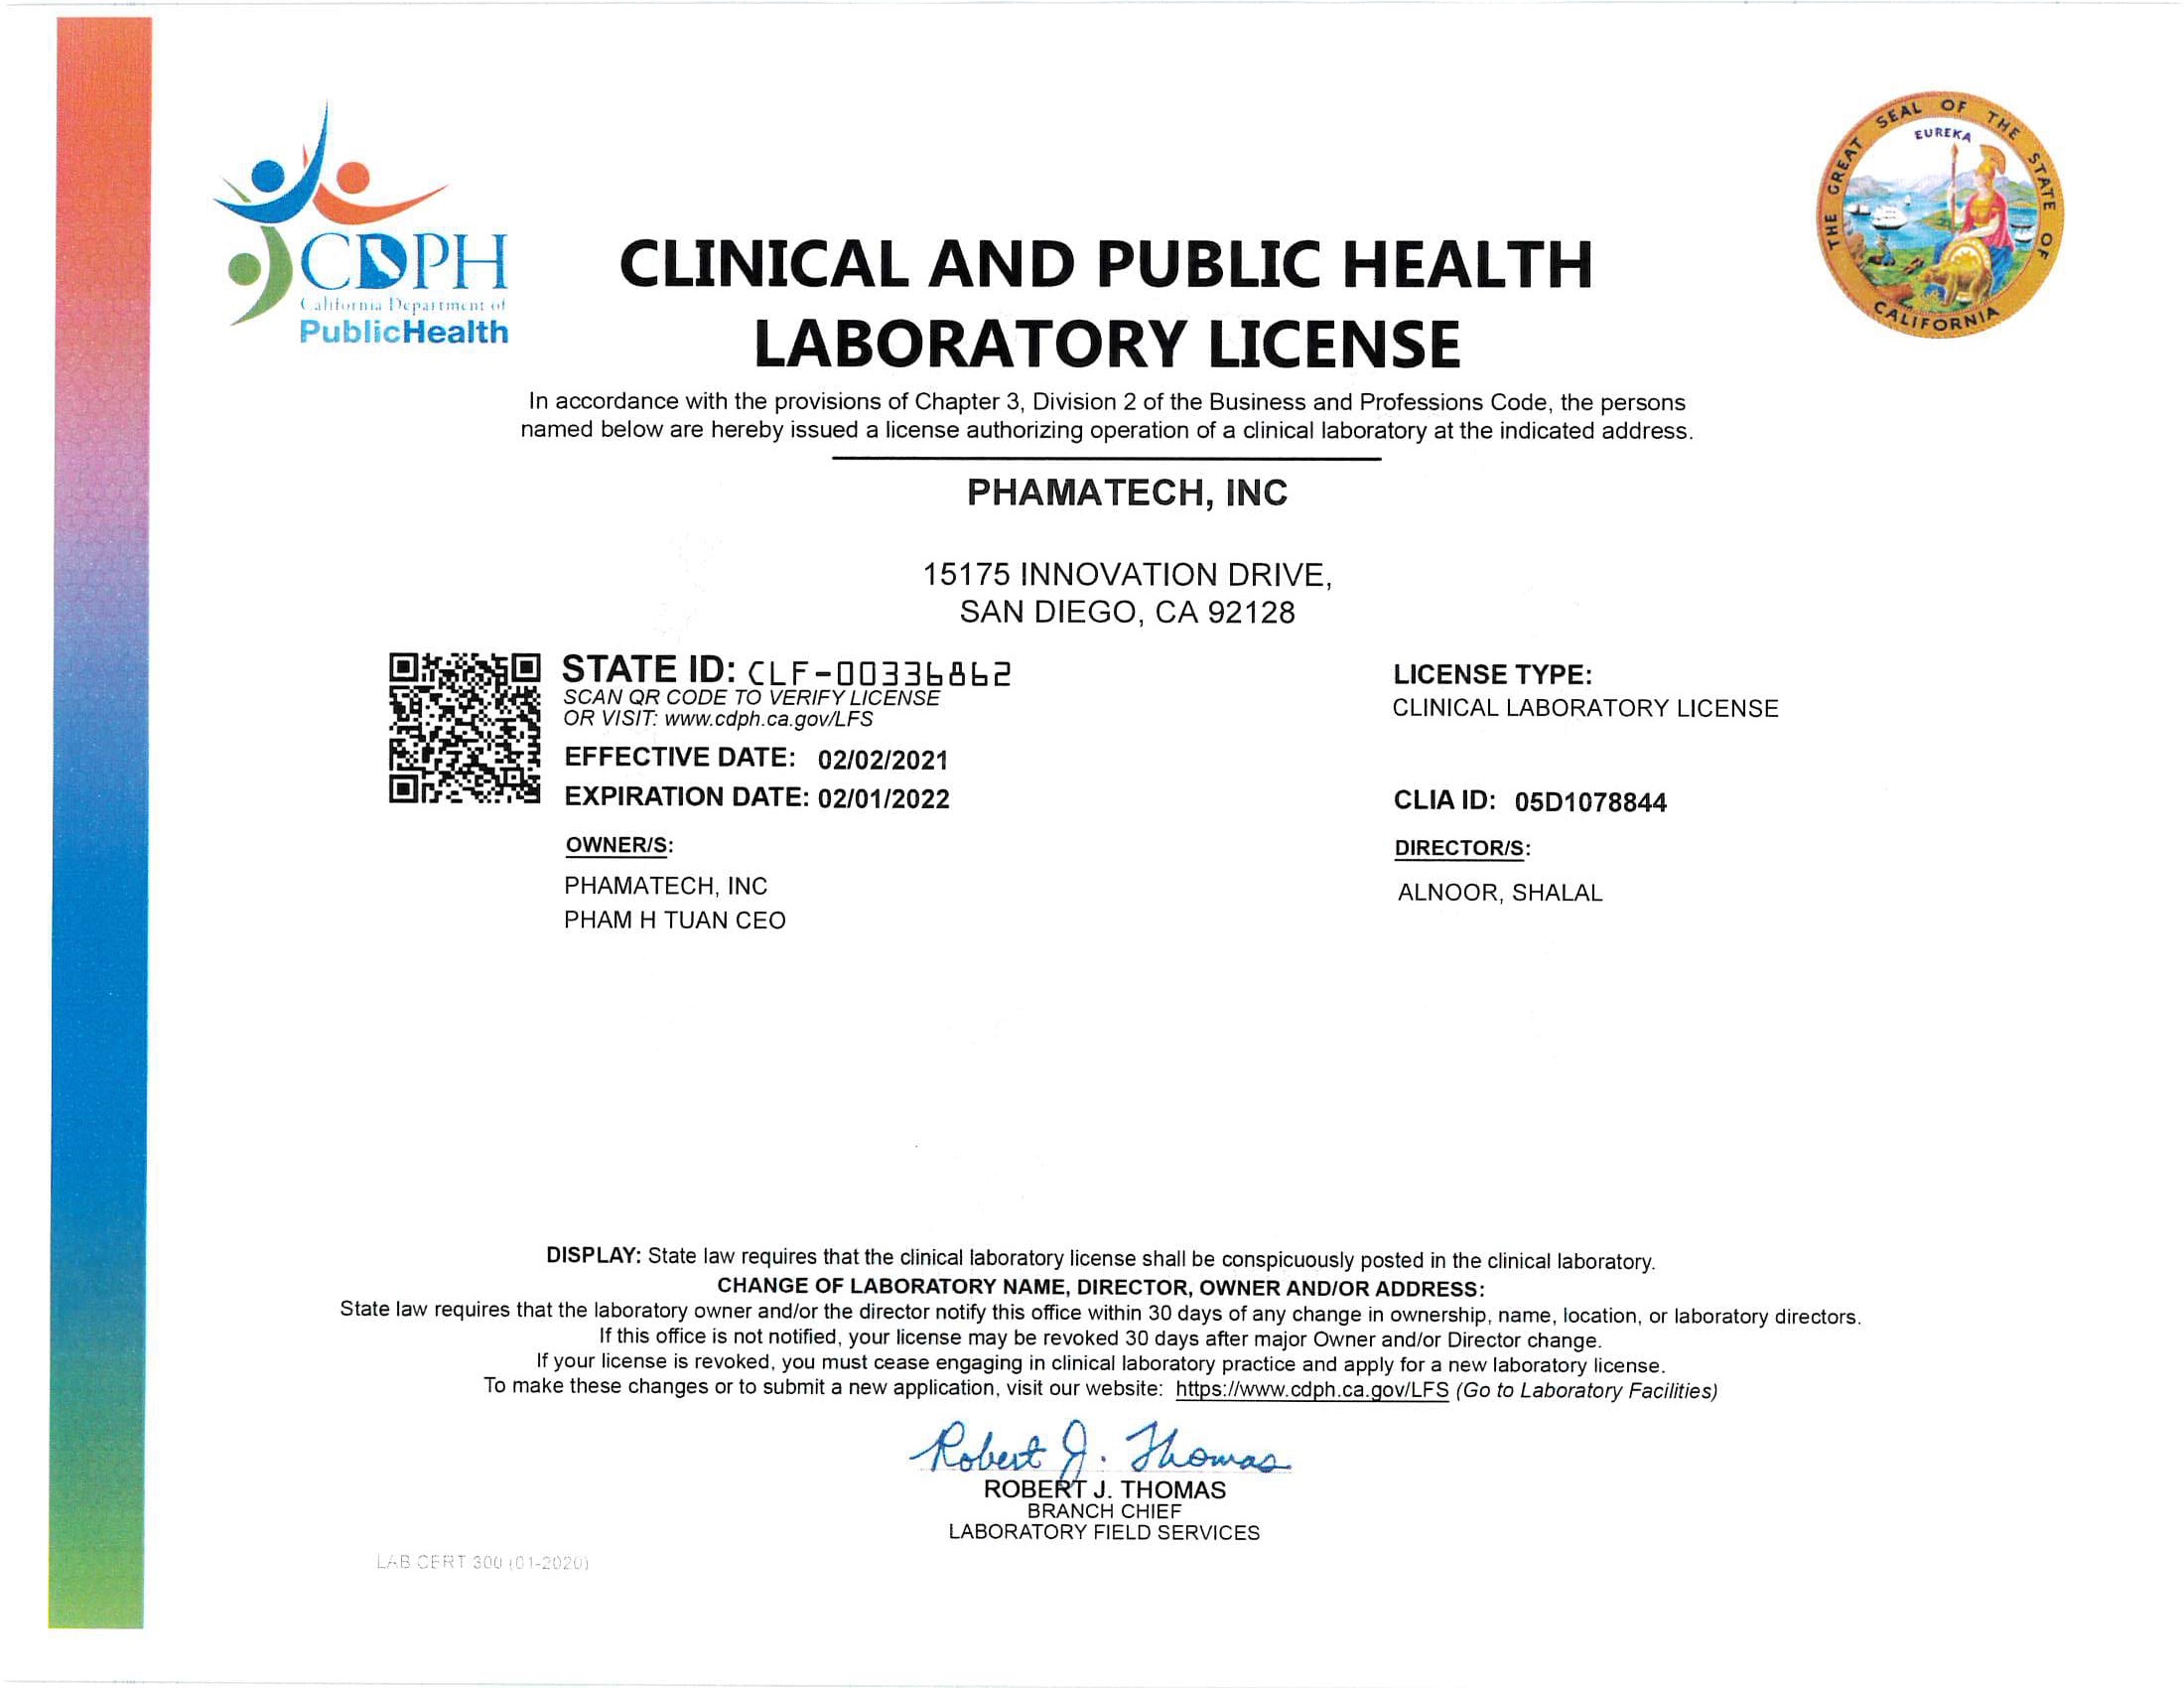 THE GREAT SEAL OF THE STATE OF CALIFORNIA
EUREKA
CDPH
California Department of
PublicHealth
CLINICAL AND PUBLIC HEALTH
LABORATORY LICENSE
In accordance with the provisions of Chapter 3, Division 2 of the Business and Professions Code, the persons
named below are hereby issued a license authorizing operation of a clinical laboratory at the indicated address.
PHAMATECH, INC
15175 INNOVATION DRIVE,
SAN DIEGO, CA 92128
STATE ID: CLF-00336862
SCAN QR CODE TO VERIFY LICENSE
OR VISIT: www.cdph.ca.gov/LFS
EFFECTIVE DATE: 02/02/2021
EXPIRATION DATE: 02/01/2022
OWNER/S:
PHAMATECH, INC
PHAM H TUAN CEO
LICENSE TYPE:
CLINICAL LABORATORY LICENSE
CLIA ID: 05D1078844
DIRECTOR/S:
ALNOOR, SHALAL
DISPLAY: State law requires that the clinical laboratory license shall be conspicuously posted in the clinical laboratory.
CHANGE OF LABORATORY NAME, DIRECTOR, OWNER AND/OR ADDRESS:
State law requires that the laboratory owner and/or the director notify this office within 30 days of any change in ownership, name, location, or laboratory directors.
If this office is not notified, your license may be revoked 30 days after major Owner and/or Director change.
If your license is revoked, you must cease engaging in clinical laboratory practice and apply for a new laboratory license.
To make these changes or to submit a new application, visit our website: https://www.cdph.ca.gov/LFS (Go to Laboratory Facilities)
Robert J. Thomas
ROBERT J. THOMAS
BRANCH CHIEF
LABORATORY FIELD SERVICES
LAB CERT 300 (01-2020)